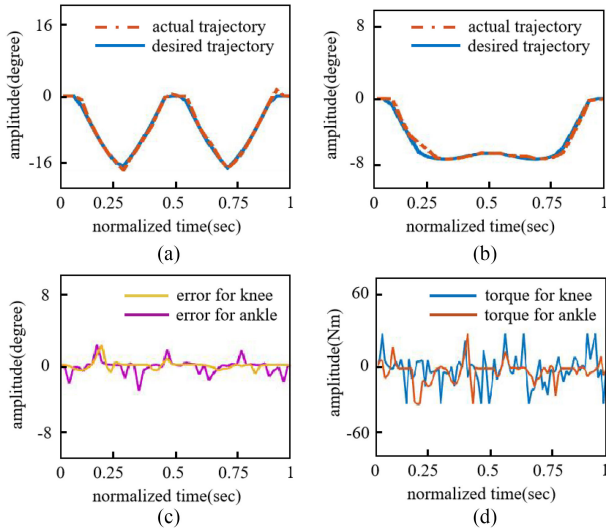 16
0
-16
amplitude(degree)
actual trajectory
desired trajectory
0 0.25 0.5 0.75 1
normalized time(sec)
(a)
8
0
-8
amplitude(degree)
actual trajectory
desired trajectory
0 0.25 0.5 0.75 1
normalized time(sec)
(b)
8
0
-8
amplitude(degree)
error for knee
error for ankle
0 0.25 0.5 0.75 1
normalized time(sec)
(c)
60
0
-60
amplitude(Nm)
torque for knee
torque for ankle
0 0.25 0.5 0.75 1
normalized time(sec)
(d)